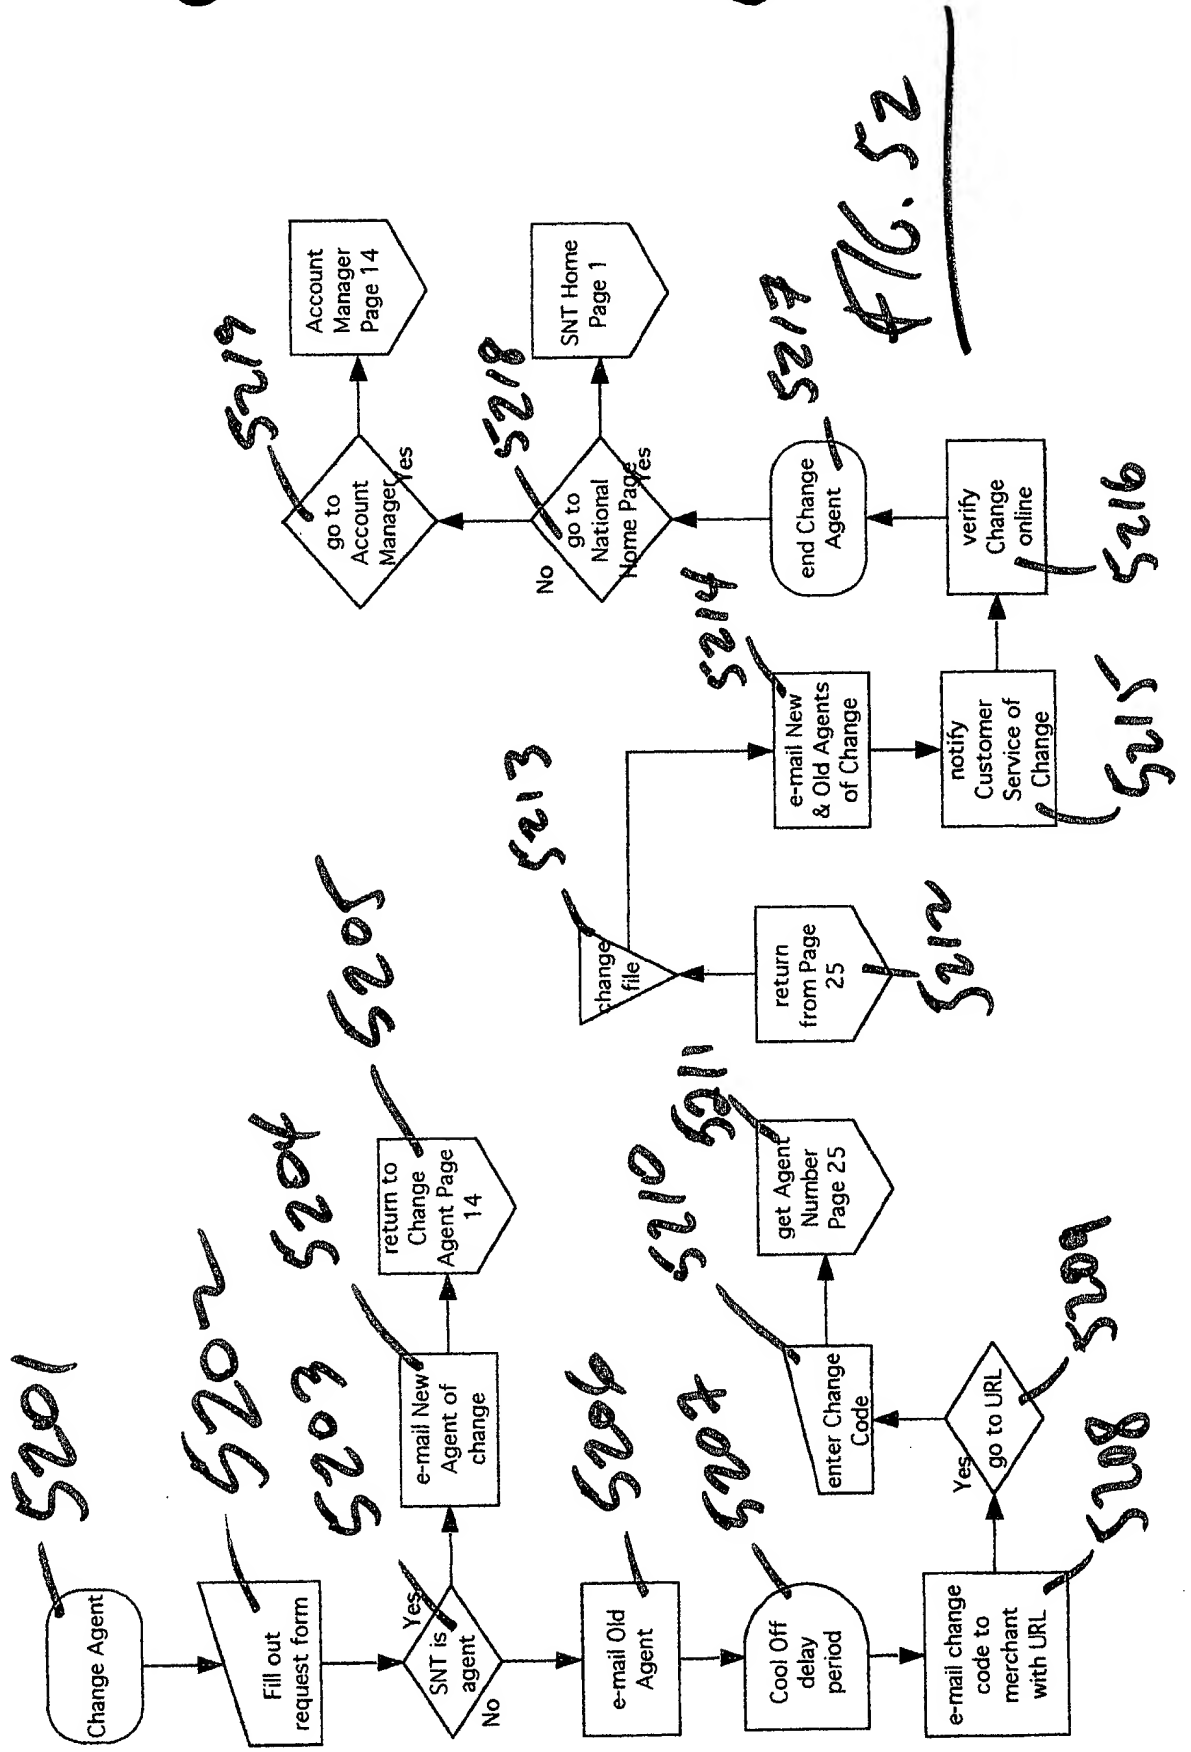 5201
Change Agent
5202
Fill out
request form
5203
SNT is
agent
Yes
No
5204
e-mail New
Agent of
change
5205
return to
Change
Agent Page
14
5206
e-mail Old
Agent
5207
Cool Off
delay
period
5208
e-mail change
code to
merchant
with URL
5209
go to URL
Yes
5210
enter Change
Code
5211
get Agent
Number
Page 25
5212
return
from Page
25
5213
change
file
5214
e-mail New
& Old Agents
of Change
5215
notify
Customer
Service of
Change
5216
verify
Change
online
5217
end Change
Agent
5218
go to
National
Home Page
Yes
No
SNT Home
Page 1
5219
go to
Account
Manager
Yes
Account
Manager
Page 14
FIG. 52